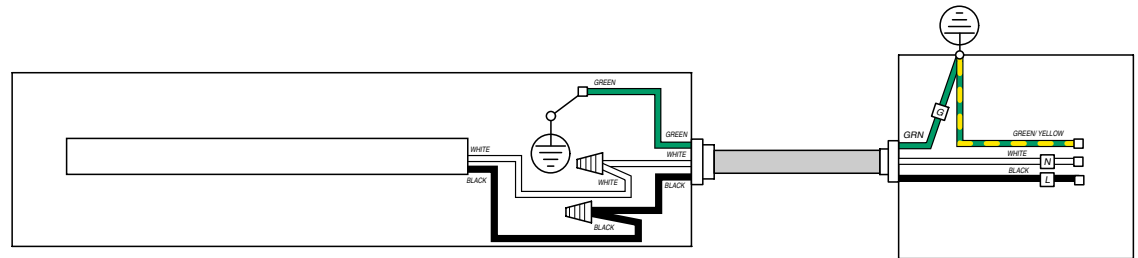 GREEN
G
GREEN
GRN
GREEN/ YELLOW
WHITE
WHITE
WHITE
N
BLACK
BLACK
BLACK
L
WHITE
BLACK